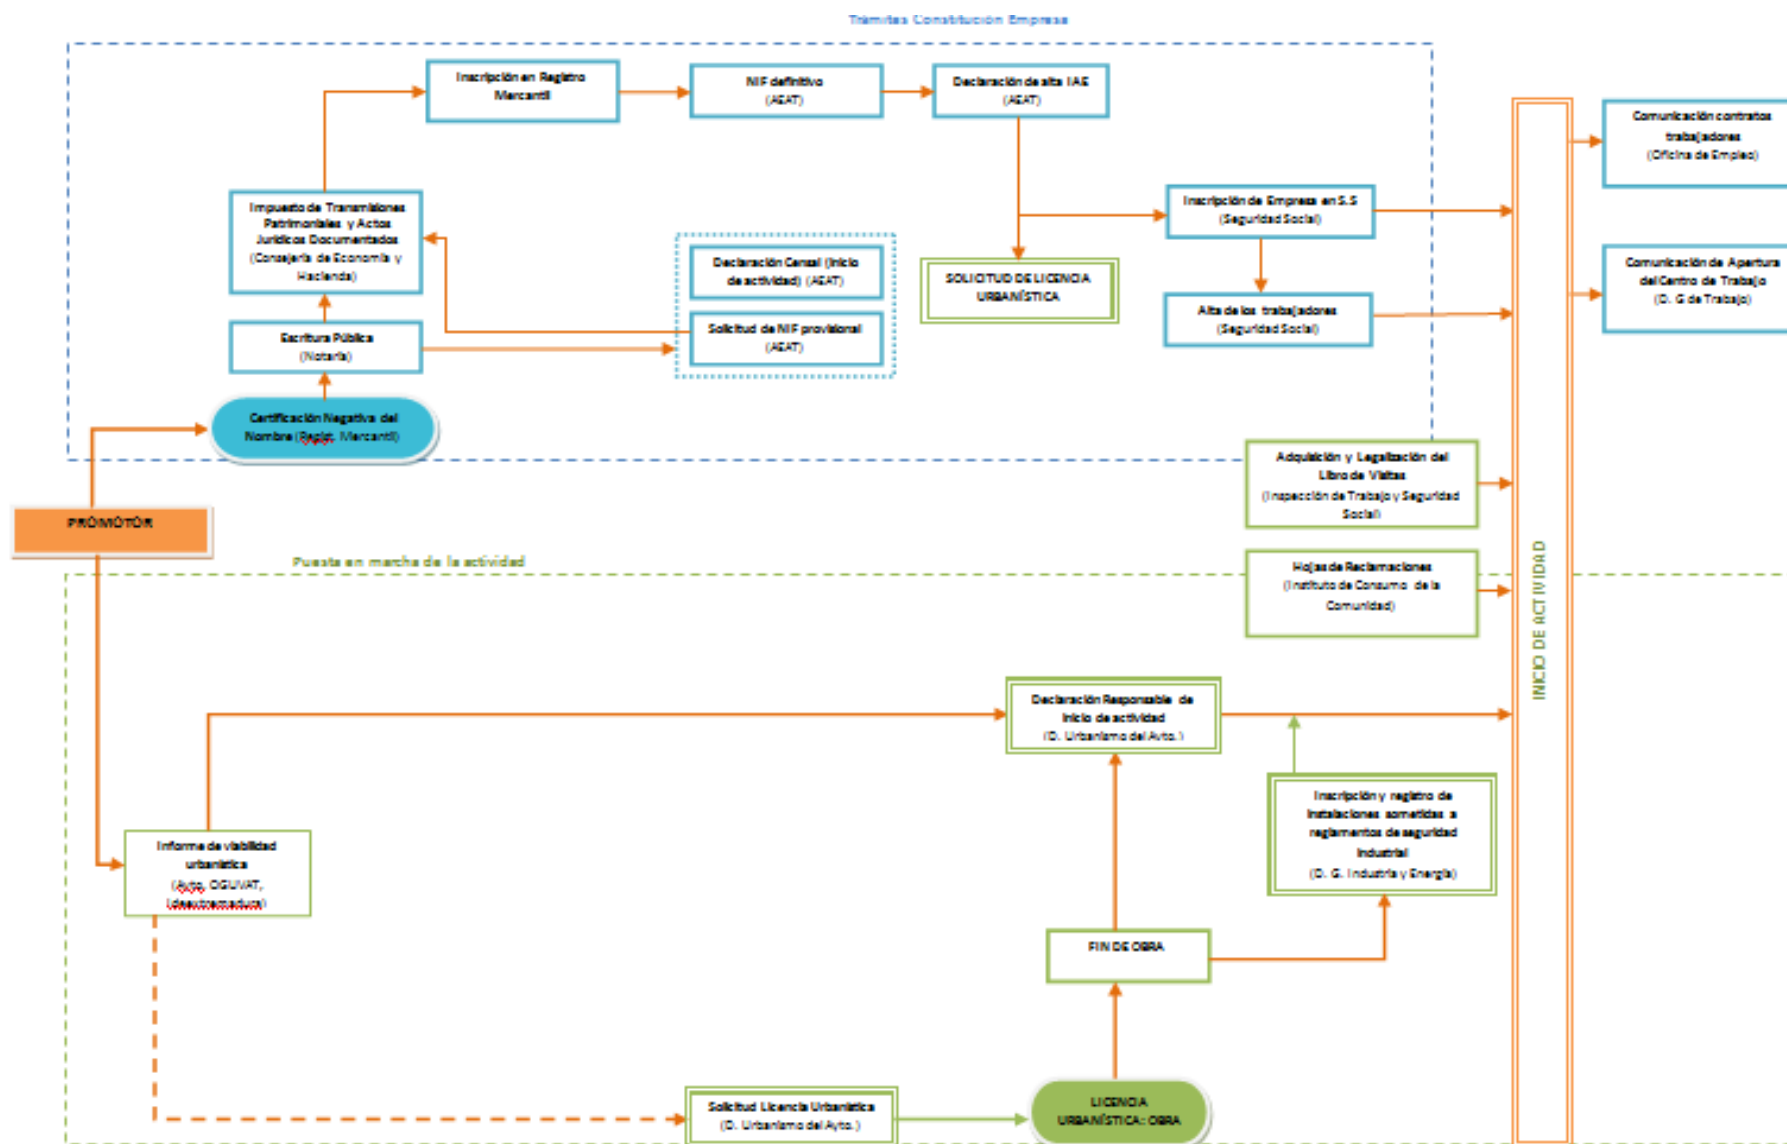 Trámites Constitución Empresa
Inscripción en Registro
Mercantil
NIF definitivo
(AEAT)
Declaración de alta IAE
(AEAT)
Comunicación contratos
trabajadores
(Oficina de Empleo)
Impuesto de Transmisiones
Patrimoniales y Actos
Jurídicos Documentados
(Consejería de Economía y
Hacienda)
Inscripción de Empresa en S.S
(Seguridad Social)
Declaración Censal (Inicio
de actividad) (AEAT)
SOLICITUD DE LICENCIA
URBANÍSTICA
Comunicación de Apertura
del Centro de Trabajo
(D. G de Trabajo)
Alta de los trabajadores
(Seguridad Social)
Solicitud de NIF provisional
(AEAT)
Escritura Pública
(Notaría)
Certificación Negativa del
Nombre (Regist. Mercantil)
Adquisición y Legalización del
Libro de Visitas
(Inspección de Trabajo y Seguridad
Social)
PROMOTOR
Puesta en marcha de la actividad
Hojas de Reclamaciones
(Instituto de Consumo de la
Comunidad)
INICIO DE ACTIVIDAD
Declaración Responsable de
Inicio de actividad
(D. Urbanismo del Ayto.)
Inscripción y registro de
Instalaciones sometidas a
reglamentos de seguridad
Industrial
(D. G. Industria y Energía)
Informe de viabilidad
urbanística
(Ayto, OGUVAT,
Ideextremadura)
FIN DE OBRA
Solicitud Licencia Urbanística
(D. Urbanismo del Ayto.)
LICENCIA
URBANÍSTICA: OBRA